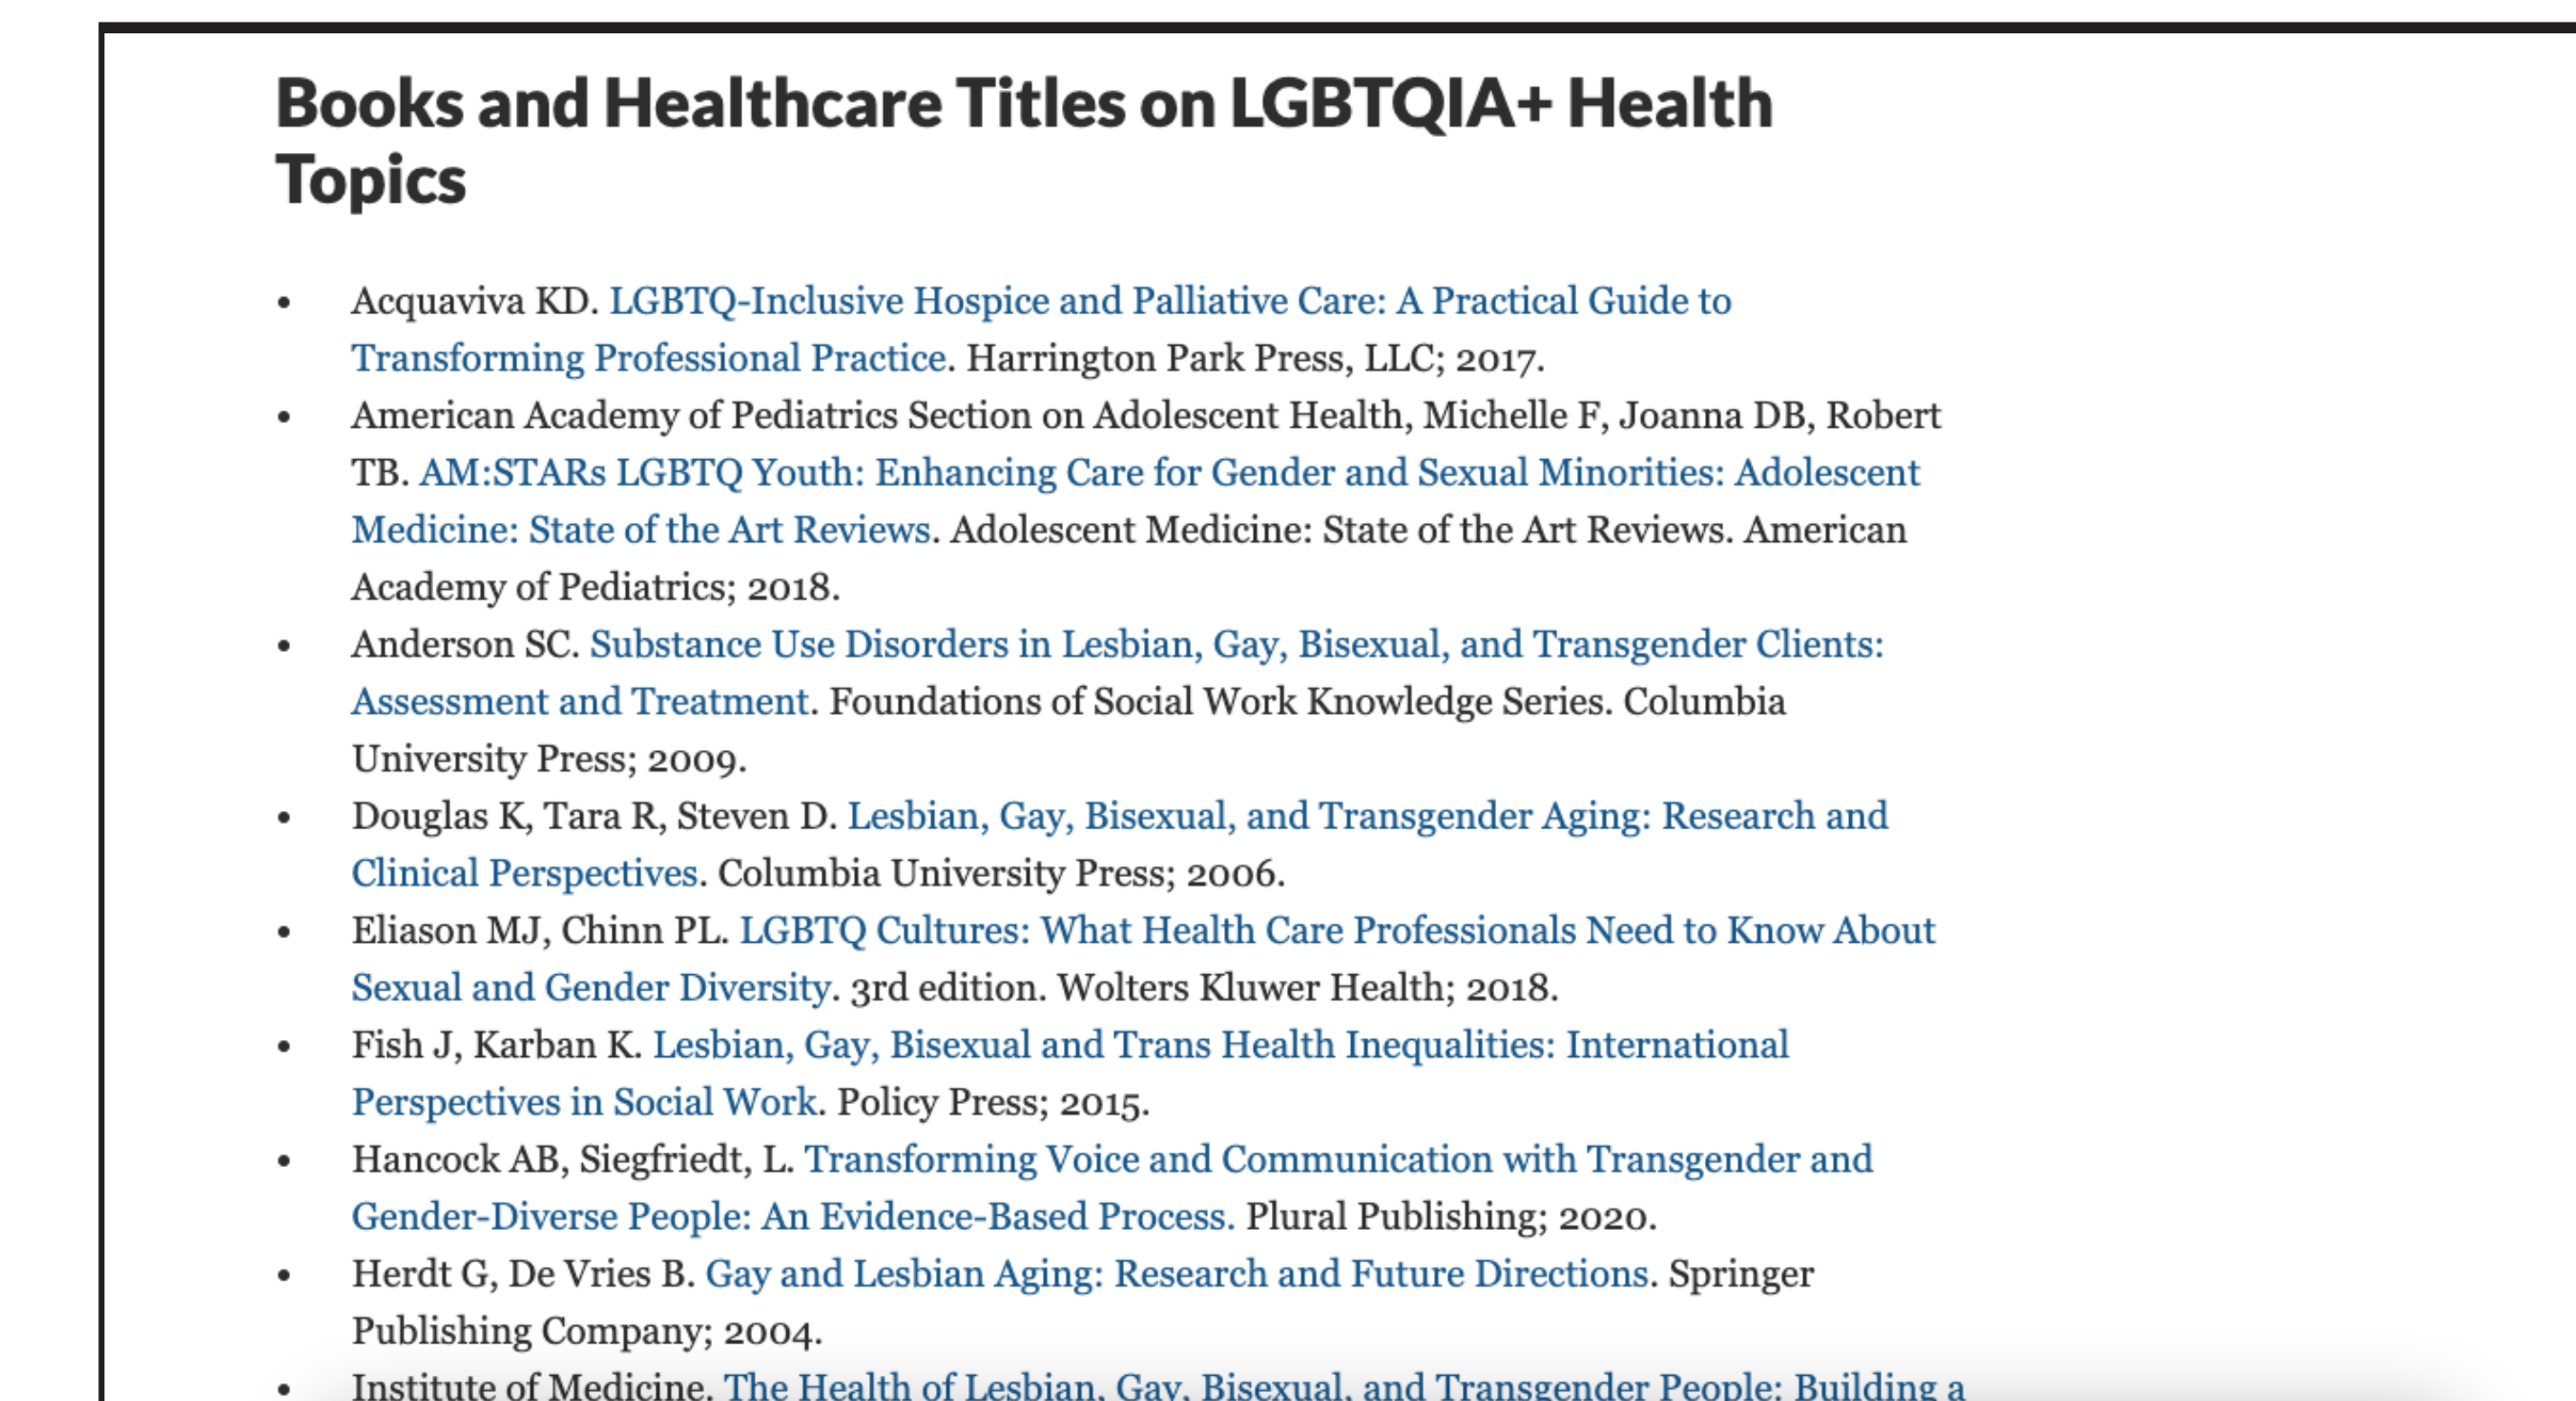 Books and Healthcare Titles on LGBTQIA+ Health
Topics
• Acquaviva KD. LGBTQ-Inclusive Hospice and Palliative Care: A Practical Guide to
Transforming Professional Practice. Harrington Park Press, LLC; 2017.
• American Academy of Pediatrics Section on Adolescent Health, Michelle F, Joanna DB, Robert
TB. AM:STARs LGBTQ Youth: Enhancing Care for Gender and Sexual Minorities: Adolescent
Medicine: State of the Art Reviews. Adolescent Medicine: State of the Art Reviews. American
Academy of Pediatrics; 2018.
• Anderson SC. Substance Use Disorders in Lesbian, Gay, Bisexual, and Transgender Clients:
Assessment and Treatment. Foundations of Social Work Knowledge Series. Columbia
University Press; 2009.
• Douglas K, Tara R, Steven D. Lesbian, Gay, Bisexual, and Transgender Aging: Research and
Clinical Perspectives. Columbia University Press; 2006.
• Eliason MJ, Chinn PL. LGBTQ Cultures: What Health Care Professionals Need to Know About
Sexual and Gender Diversity. 3rd edition. Wolters Kluwer Health; 2018.
• Fish J, Karban K. Lesbian, Gay, Bisexual and Trans Health Inequalities: International
Perspectives in Social Work. Policy Press; 2015.
• Hancock AB, Siegfriedt, L. Transforming Voice and Communication with Transgender and
Gender-Diverse People: An Evidence-Based Process. Plural Publishing; 2020.
• Herdt G, De Vries B. Gay and Lesbian Aging: Research and Future Directions. Springer
Publishing Company; 2004.
• Institute of Medicine. The Health of Lesbian, Gay, Bisexual, and Transgender People: Building a